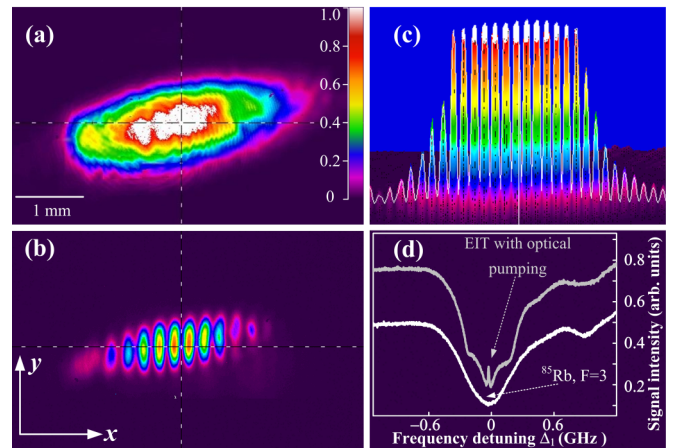 (a)
1.0
0.8
0.6
0.4
0.2
0
1 mm
(b)
y
x
(c)
(d)
EIT with optical
pumping
⁸⁵Rb, F=3
0.8
0.6
0.4
0.2
Signal intensity (arb. units)
−0.6
0
0.6
Frequency detuning Δ₁(GHz)